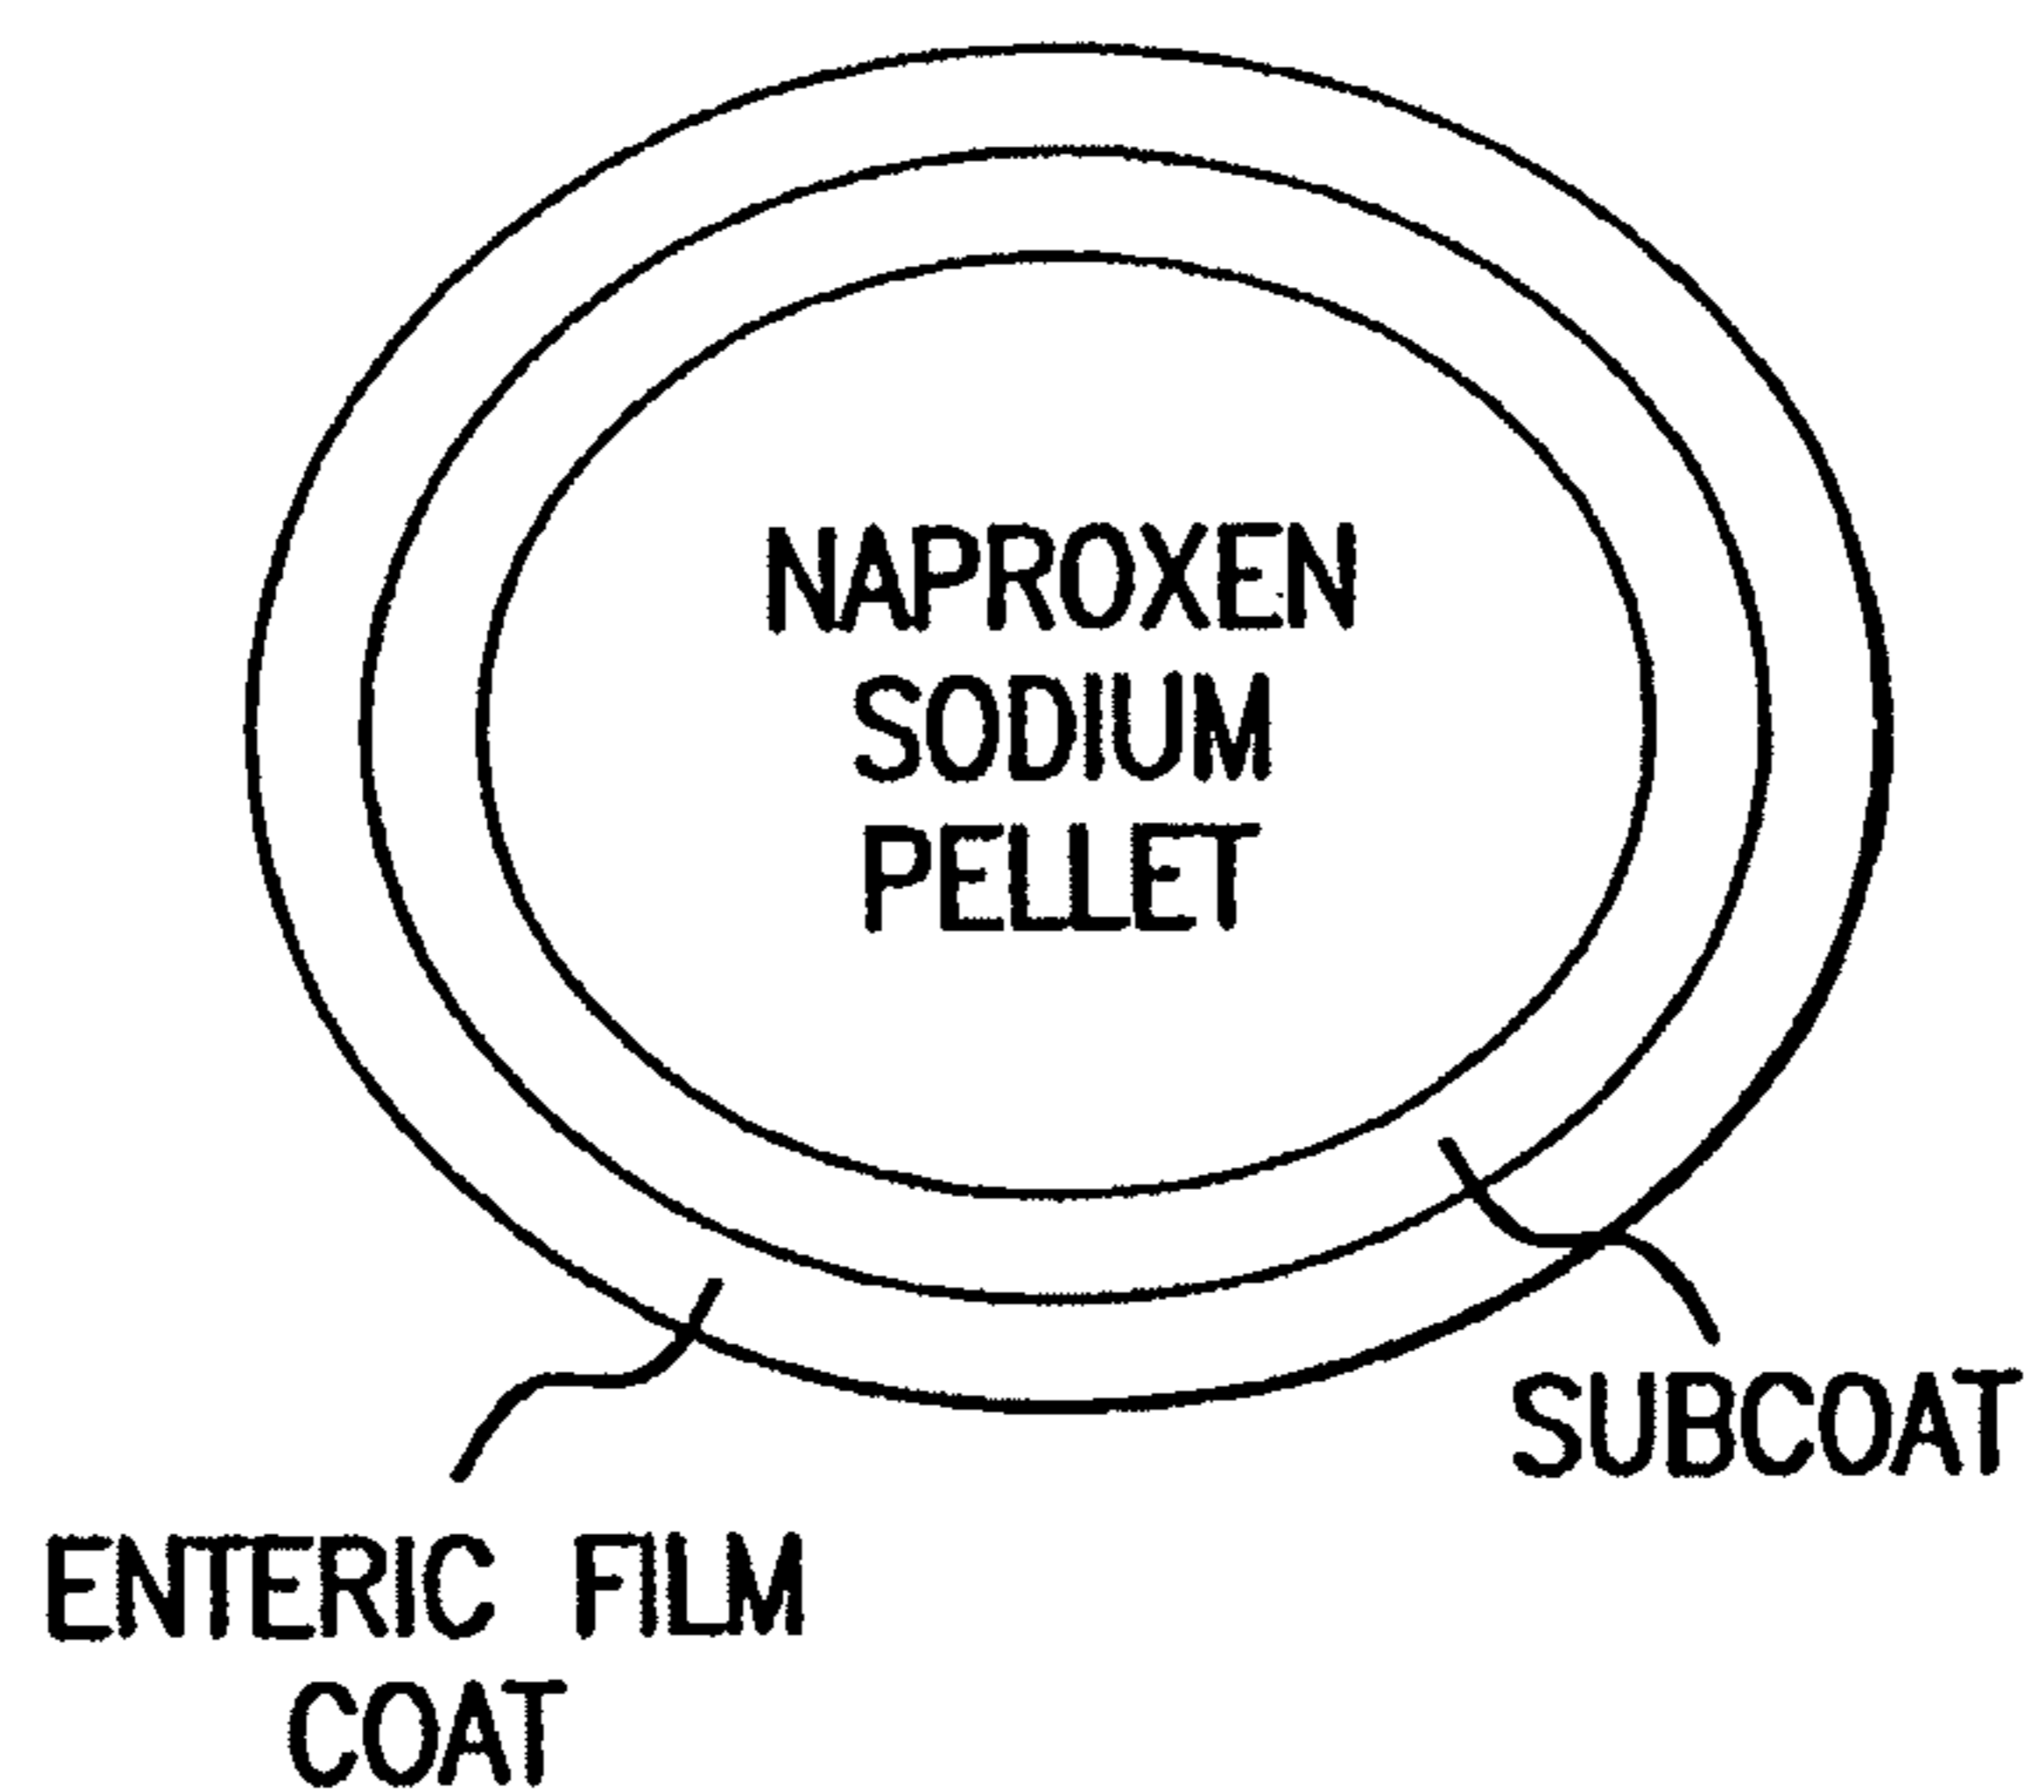 NAPROXEN
SODIUM
PELLET
SUBCOAT
ENTERIC FILM
COAT